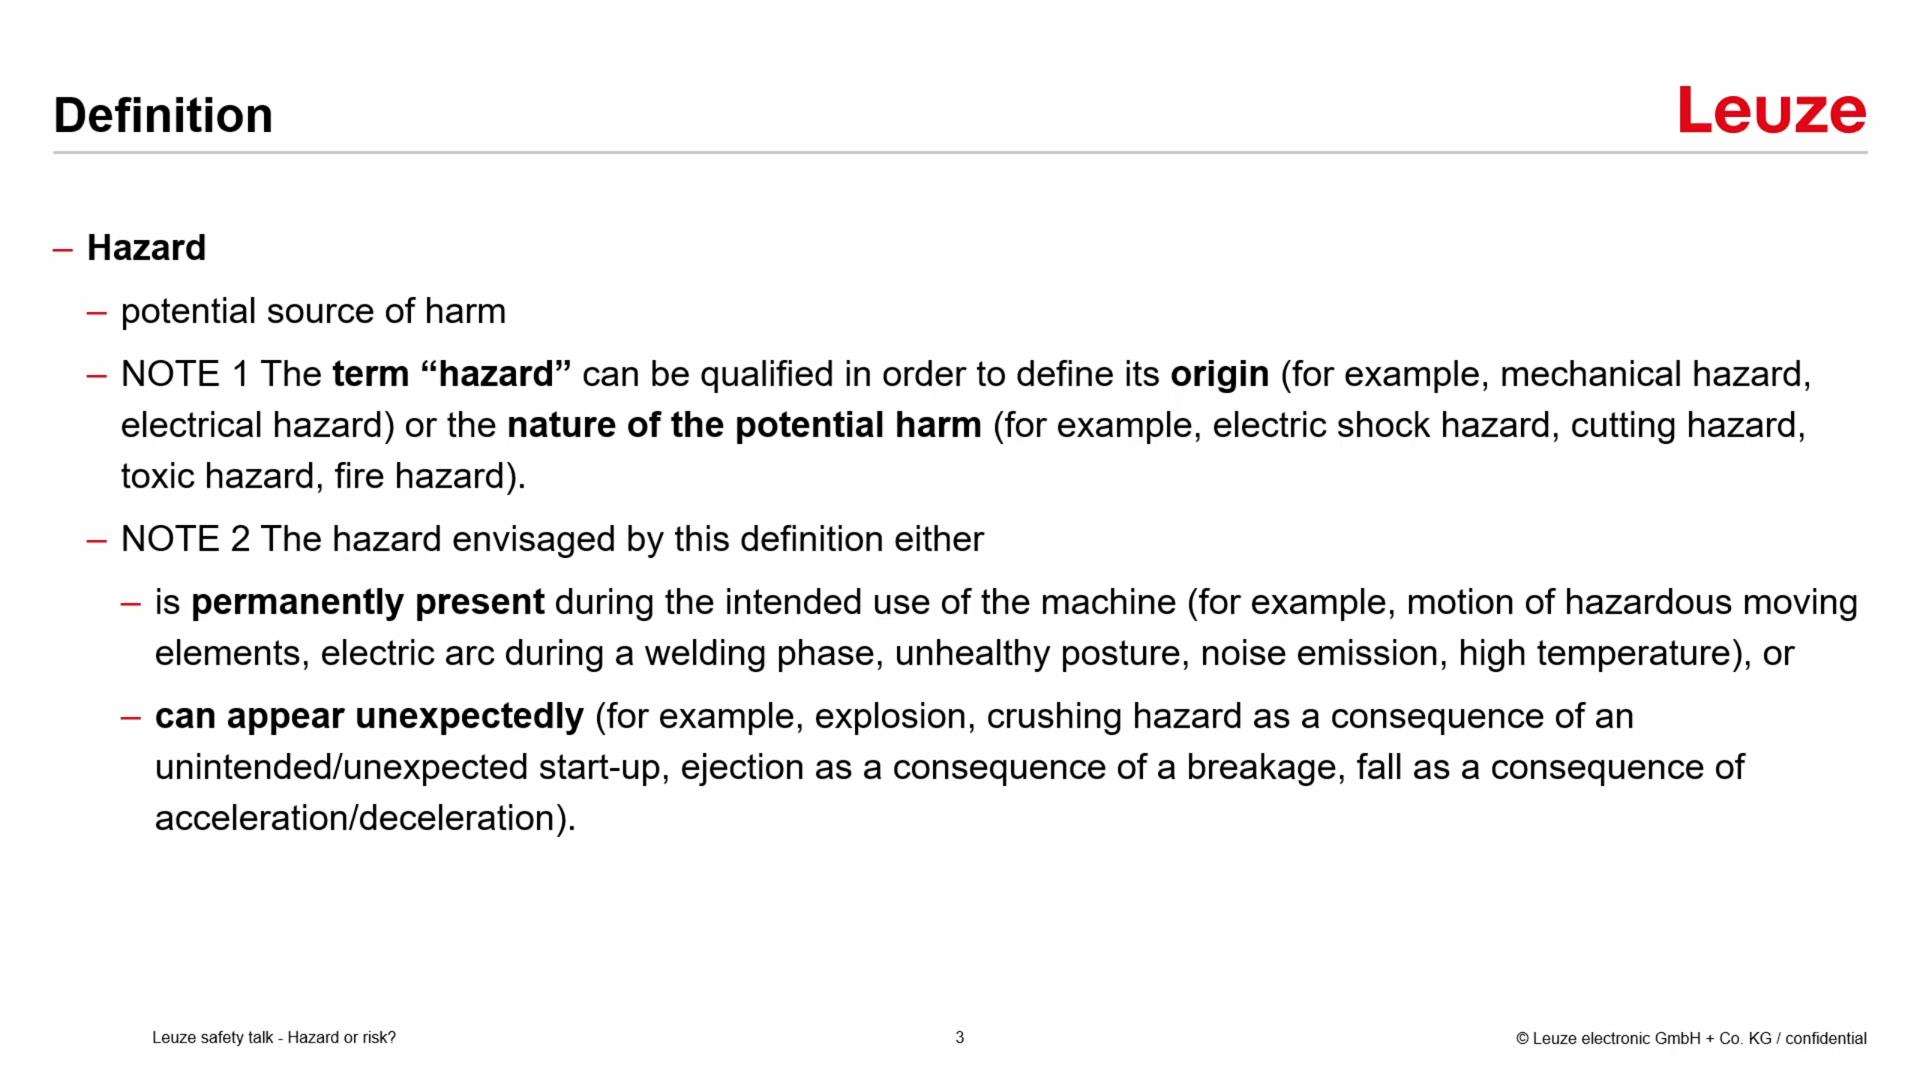 Definition
Leuze
– Hazard
– potential source of harm
– NOTE 1 The term “hazard” can be qualified in order to define its origin (for example, mechanical hazard,
electrical hazard) or the nature of the potential harm (for example, electric shock hazard, cutting hazard,
toxic hazard, fire hazard).
– NOTE 2 The hazard envisaged by this definition either
– is permanently present during the intended use of the machine (for example, motion of hazardous moving
elements, electric arc during a welding phase, unhealthy posture, noise emission, high temperature), or
– can appear unexpectedly (for example, explosion, crushing hazard as a consequence of an
unintended/unexpected start-up, ejection as a consequence of a breakage, fall as a consequence of
acceleration/deceleration).
Leuze safety talk - Hazard or risk?
3
© Leuze electronic GmbH + Co. KG / confidential